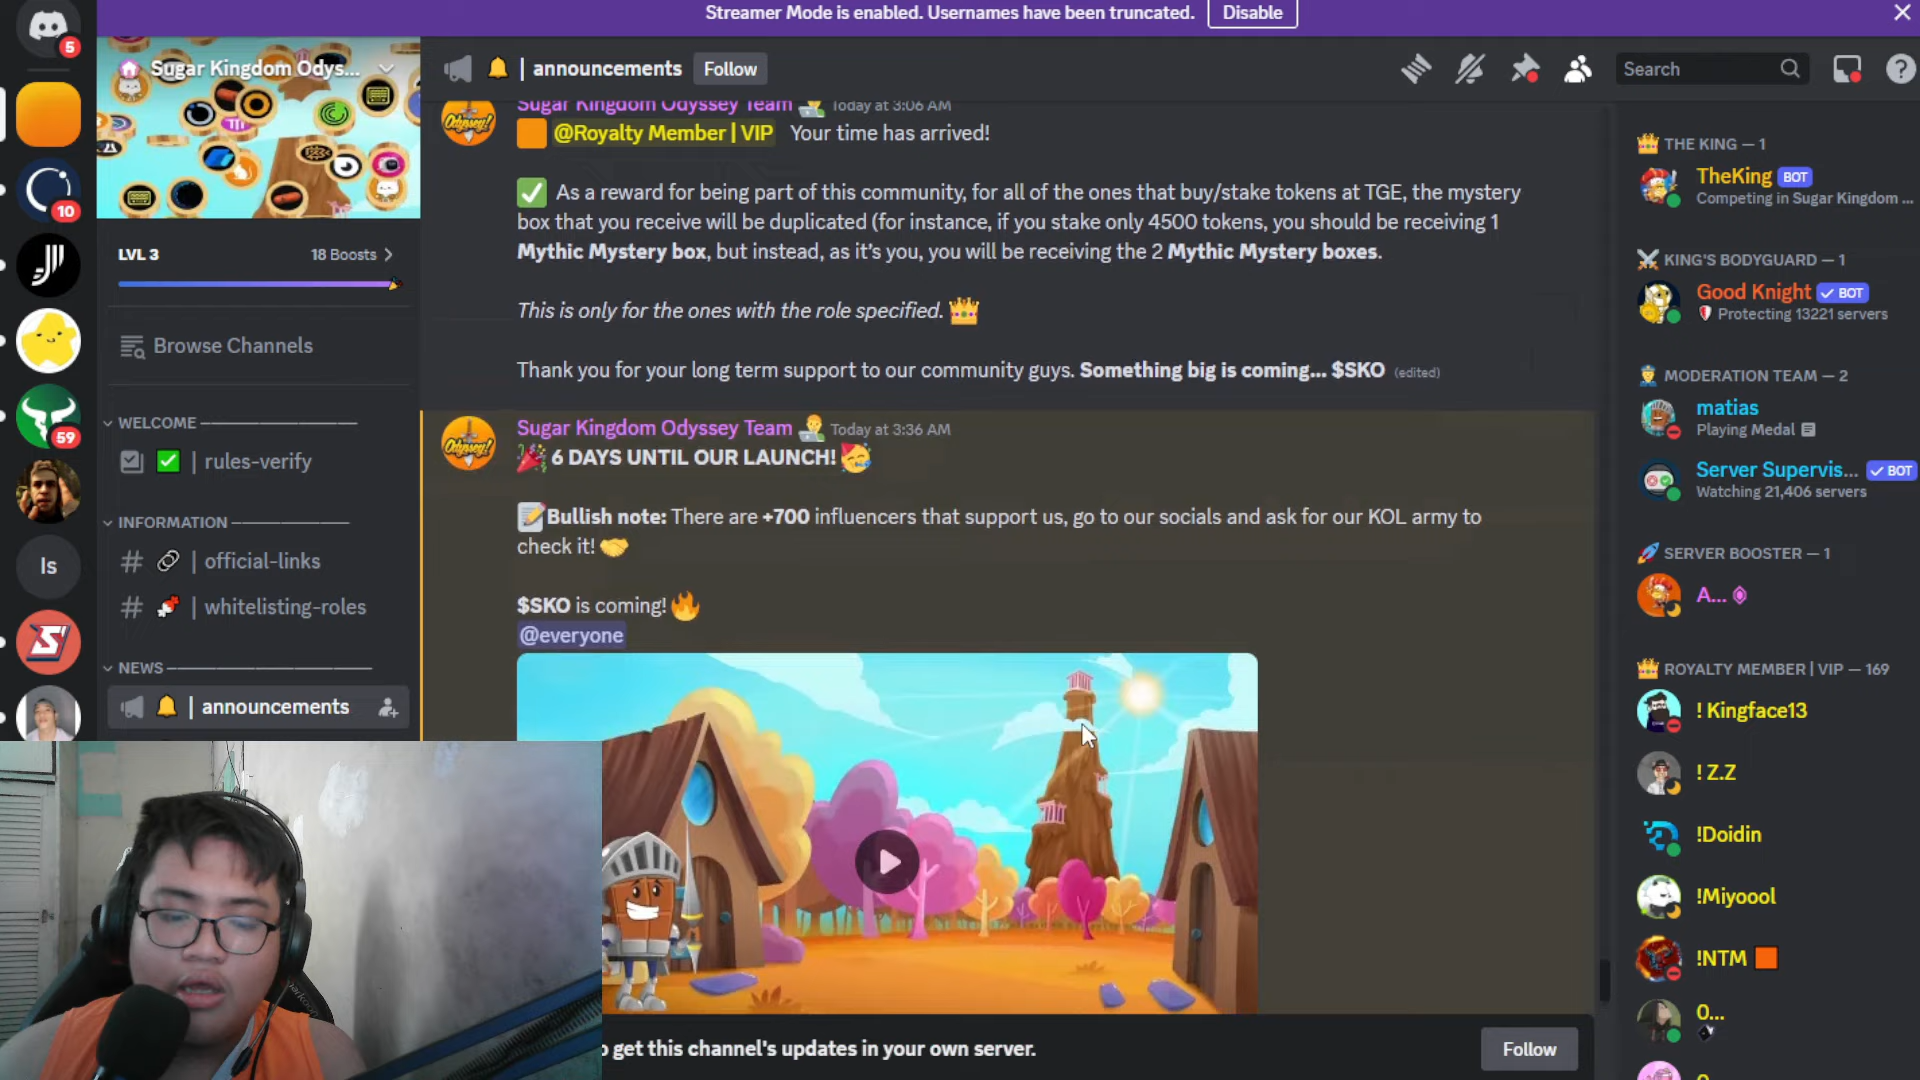 Streamer Mode is enabled. Usernames have been truncated.
Disable
5
Sugar Kingdom Odys...
| announcements
Follow
Search
Sugar Kingdom Odyssey Team Today at 3:06 AM
@Royalty Member | VIP Your time has arrived!
As a reward for being part of this community, for all of the ones that buy/stake tokens at TGE, the mystery
box that you receive will be duplicated (for instance, if you stake only 4500 tokens, you should be receiving 1
Mythic Mystery box, but instead, as it's you, you will be receiving the 2 Mythic Mystery boxes.
This is only for the ones with the role specified.
Thank you for your long term support to our community guys. Something big is coming... $SKO (edited)
Sugar Kingdom Odyssey Team Today at 3:36 AM
6 DAYS UNTIL OUR LAUNCH!
Bullish note: There are +700 influencers that support us, go to our socials and ask for our KOL army to
check it!
$SKO is coming!
@everyone
get this channel's updates in your own server.
Follow
10
59
Is
LVL 3
18 Boosts
Browse Channels
WELCOME
| rules-verify
INFORMATION
| official-links
| whitelisting-roles
NEWS
| announcements
THE KING — 1
TheKing BOT
Competing in Sugar Kingdom ...
KING'S BODYGUARD — 1
Good Knight BOT
Protecting 13221 servers
MODERATION TEAM — 2
matias
Playing Medal
Server Supervis... BOT
Watching 21,406 servers
SERVER BOOSTER — 1
A...
ROYALTY MEMBER | VIP — 169
! Kingface13
! Z.Z
!Doidin
!Miyoool
!NTM
0...